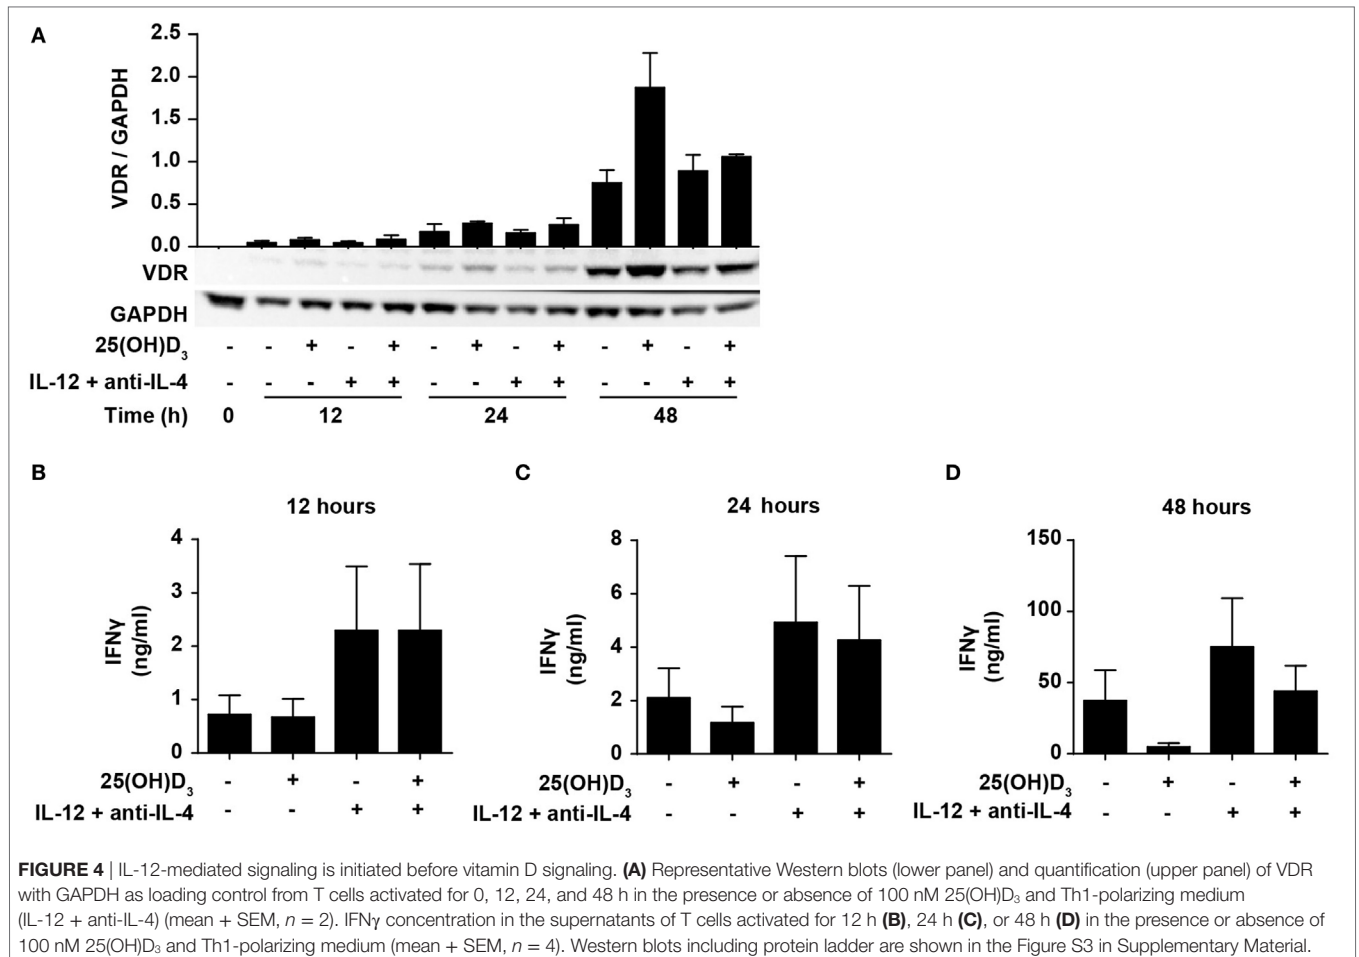 A
2.5
2.0
1.5
1.0
0.5
0.0
VDR / GAPDH
VDR
GAPDH
25(OH)D₃ - - + - + - + - + - + - +
IL-12 + anti-IL-4 - - - + + - - + + - - + +
Time (h) 0 12 24 48
B
12 hours
4
3
2
1
0
IFNγ
(ng/ml)
25(OH)D₃ - + - +
IL-12 + anti-IL-4 - - + +
C
24 hours
8
6
4
2
0
IFNγ
(ng/ml)
25(OH)D₃ - + - +
IL-12 + anti-IL-4 - - + +
D
48 hours
150
100
50
0
IFNγ
(ng/ml)
25(OH)D₃ - + - +
IL-12 + anti-IL-4 - - + +
FIGURE 4 | IL-12-mediated signaling is initiated before vitamin D signaling. (A) Representative Western blots (lower panel) and quantification (upper panel) of VDR
with GAPDH as loading control from T cells activated for 0, 12, 24, and 48 h in the presence or absence of 100 nM 25(OH)D₃ and Th1-polarizing medium
(IL-12 + anti-IL-4) (mean + SEM, n = 2). IFNγ concentration in the supernatants of T cells activated for 12 h (B), 24 h (C), or 48 h (D) in the presence or absence of
100 nM 25(OH)D₃ and Th1-polarizing medium (mean + SEM, n = 4). Western blots including protein ladder are shown in the Figure S3 in Supplementary Material.